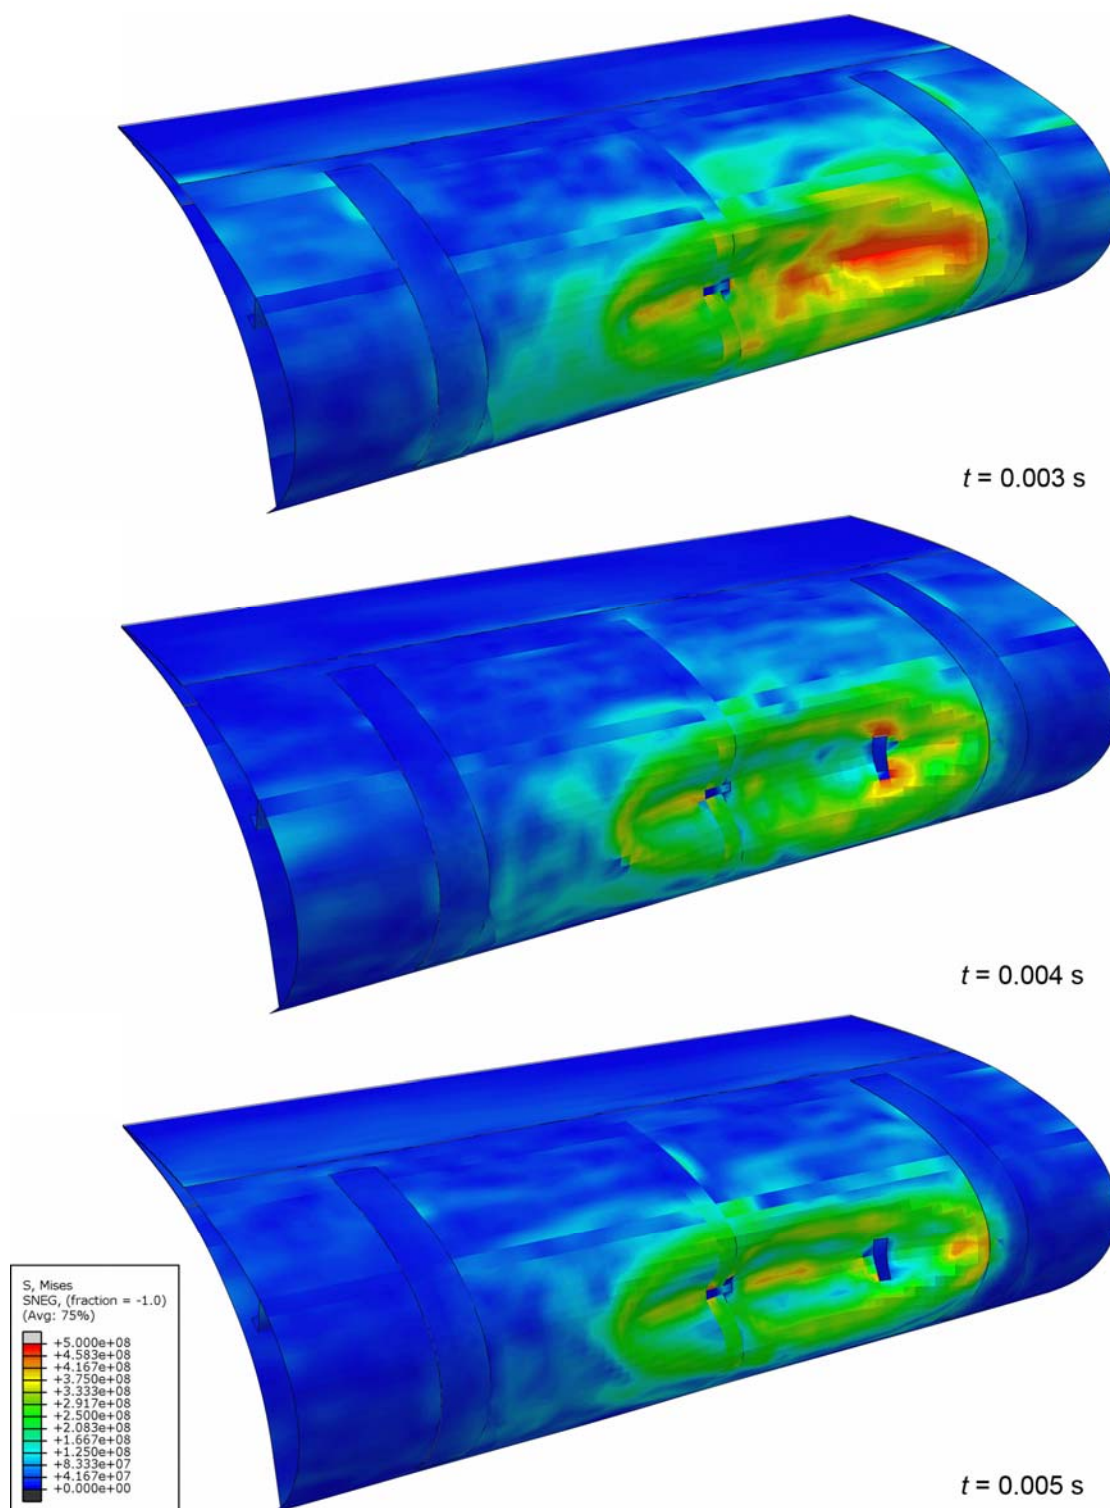 t = 0.003 s
t = 0.004 s
S, Mises
SNEG, (fraction = -1.0)
(Avg: 75%)
+5.000e+08
+4.583e+08
+4.167e+08
+3.750e+08
+3.333e+08
+2.917e+08
+2.500e+08
+2.083e+08
+1.667e+08
+1.250e+08
+8.333e+07
+4.167e+07
+0.000e+00
t = 0.005 s